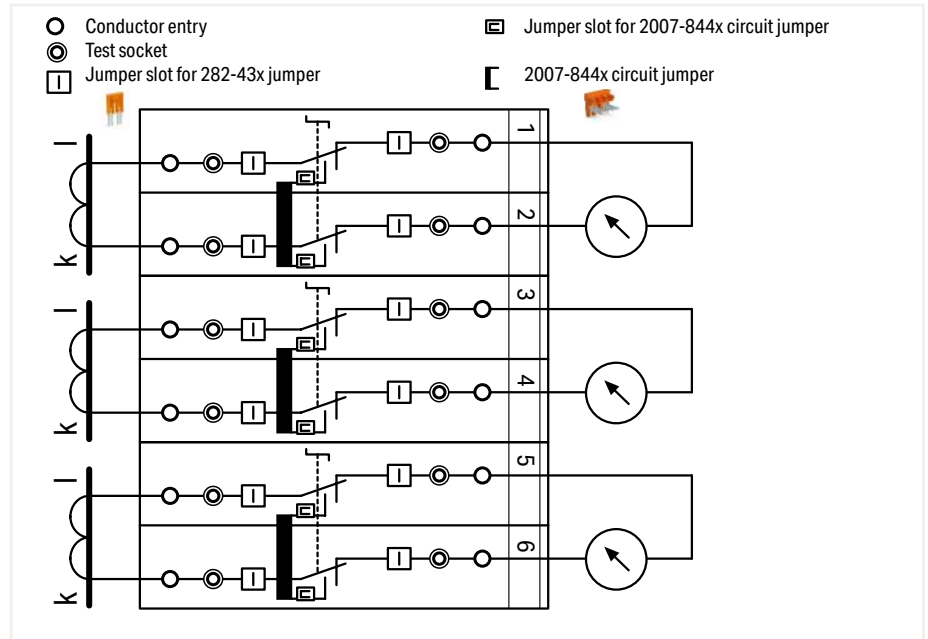 Conductor entry
Jumper slot for 2007-844x circuit jumper
Test socket
Jumper slot for 282-43x jumper
2007-844x circuit jumper
l
1
k
2
l
3
k
4
l
5
k
6